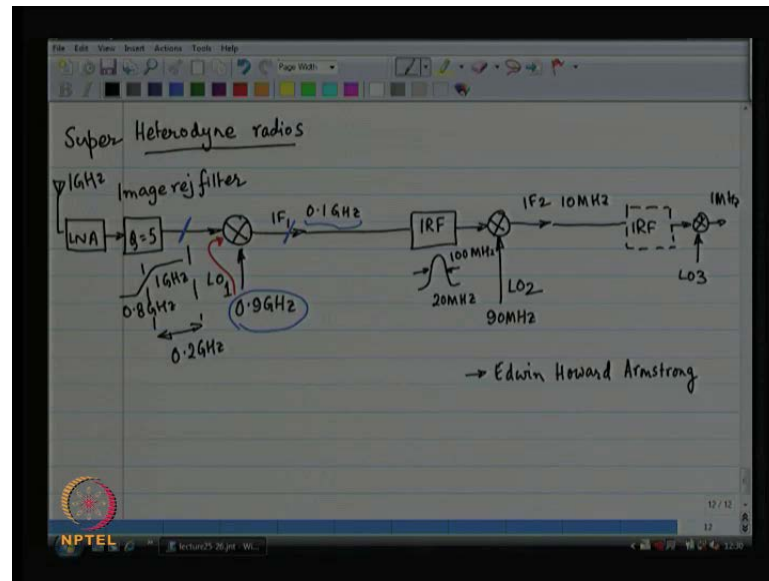 File Edit View Insert Actions Tools Help
Page Width
B I
Super Heterodyne radios
1GHz
Image rej filter
LNA
Q=5
IF1
0.1GHz
IRF
IF2 10MHz
IRF
1MHz
1GHz
LO1
100MHz
LO2
LO3
0.8GHz
0.9GHz
20MHz
90MHz
0.2GHz
→ Edwin Howard Armstrong
12 / 12
12
NPTEL
lecture25-26.jnt - Wi...
12:30